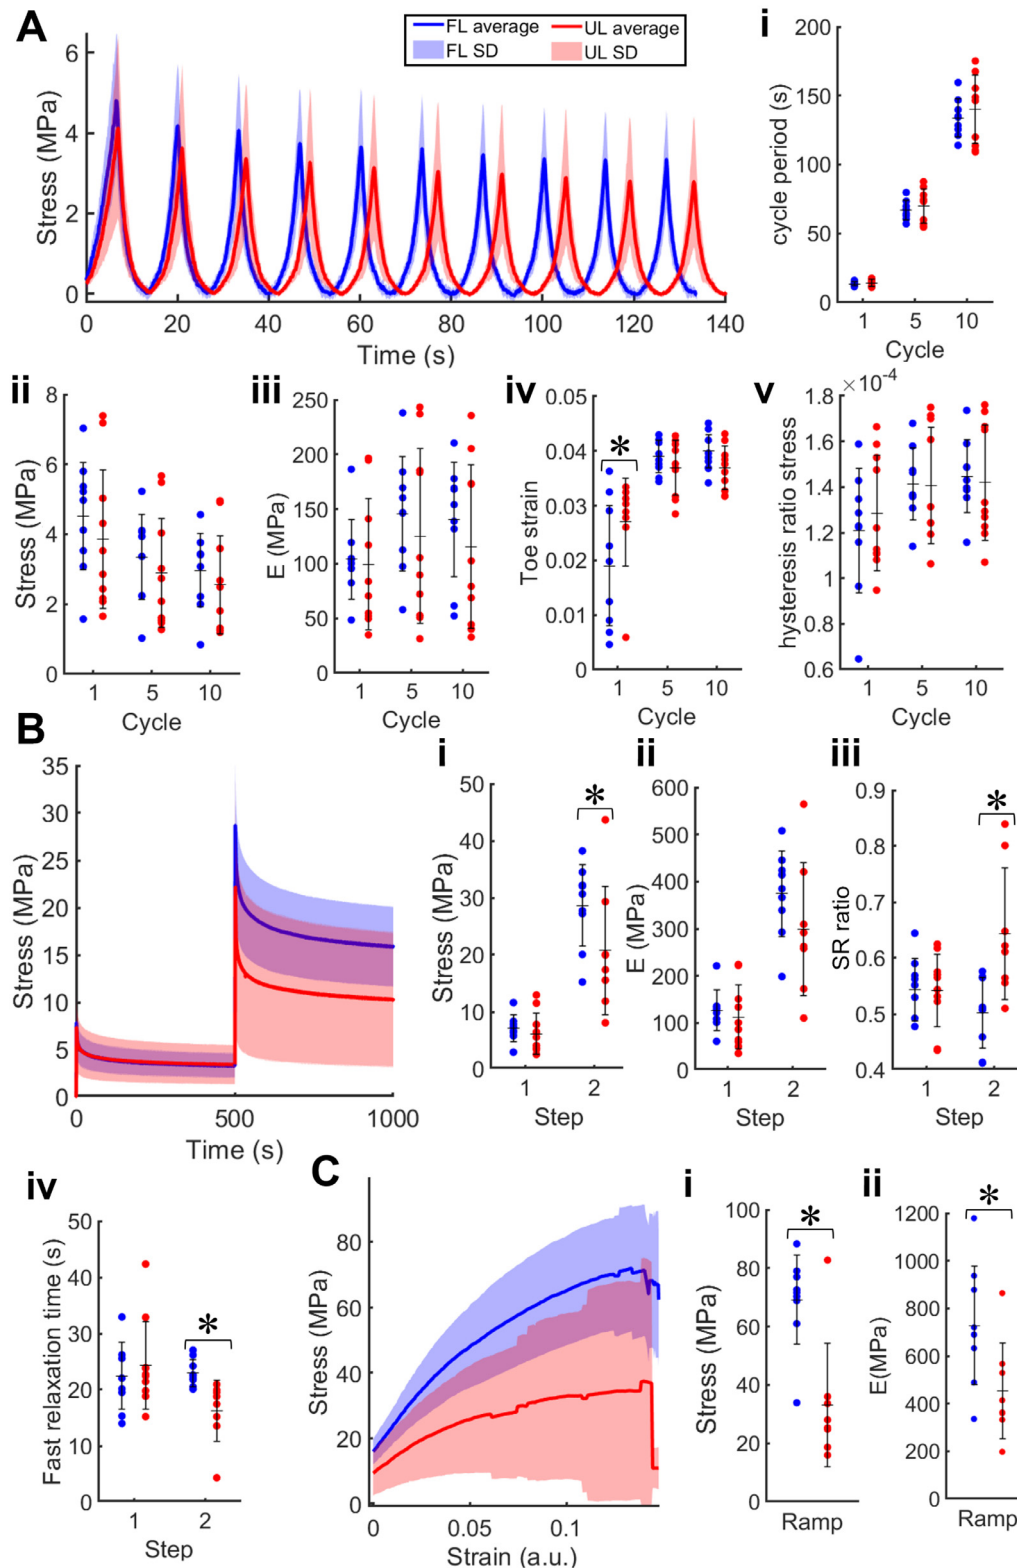 A
FL average UL average
FL SD UL SD
Stress (MPa)
6
4
2
0
0 20 40 60 80 100 120 140
Time (s)
i
cycle period (s)
200
150
100
50
0
1 5 10
Cycle
ii
Stress (MPa)
8
6
4
2
0
1 5 10
Cycle
iii
E (MPa)
250
200
150
100
50
0
1 5 10
Cycle
iv
Toe strain
0.05
0.04
0.03
0.02
0.01
0
*
1 5 10
Cycle
v
hysteresis ratio stress
×10⁻⁴
1.8
1.6
1.4
1.2
1
0.8
0.6
1 5 10
Cycle
B
Stress (MPa)
35
30
25
20
15
10
5
0
0 500 1000
Time (s)
i
Stress (MPa)
50
40
30
20
10
0
*
1 2
Step
ii
E (MPa)
600
500
400
300
200
100
0
1 2
Step
iii
SR ratio
0.9
0.8
0.7
0.6
0.5
0.4
*
1 2
Step
iv
Fast relaxation time (s)
50
40
30
20
10
0
*
1 2
Step
C
Stress (MPa)
80
60
40
20
0
0 0.05 0.1
Strain (a.u.)
i
Stress (MPa)
100
80
60
40
20
0
*
Ramp
ii
E(MPa)
1200
1000
800
600
400
200
0
*
Ramp